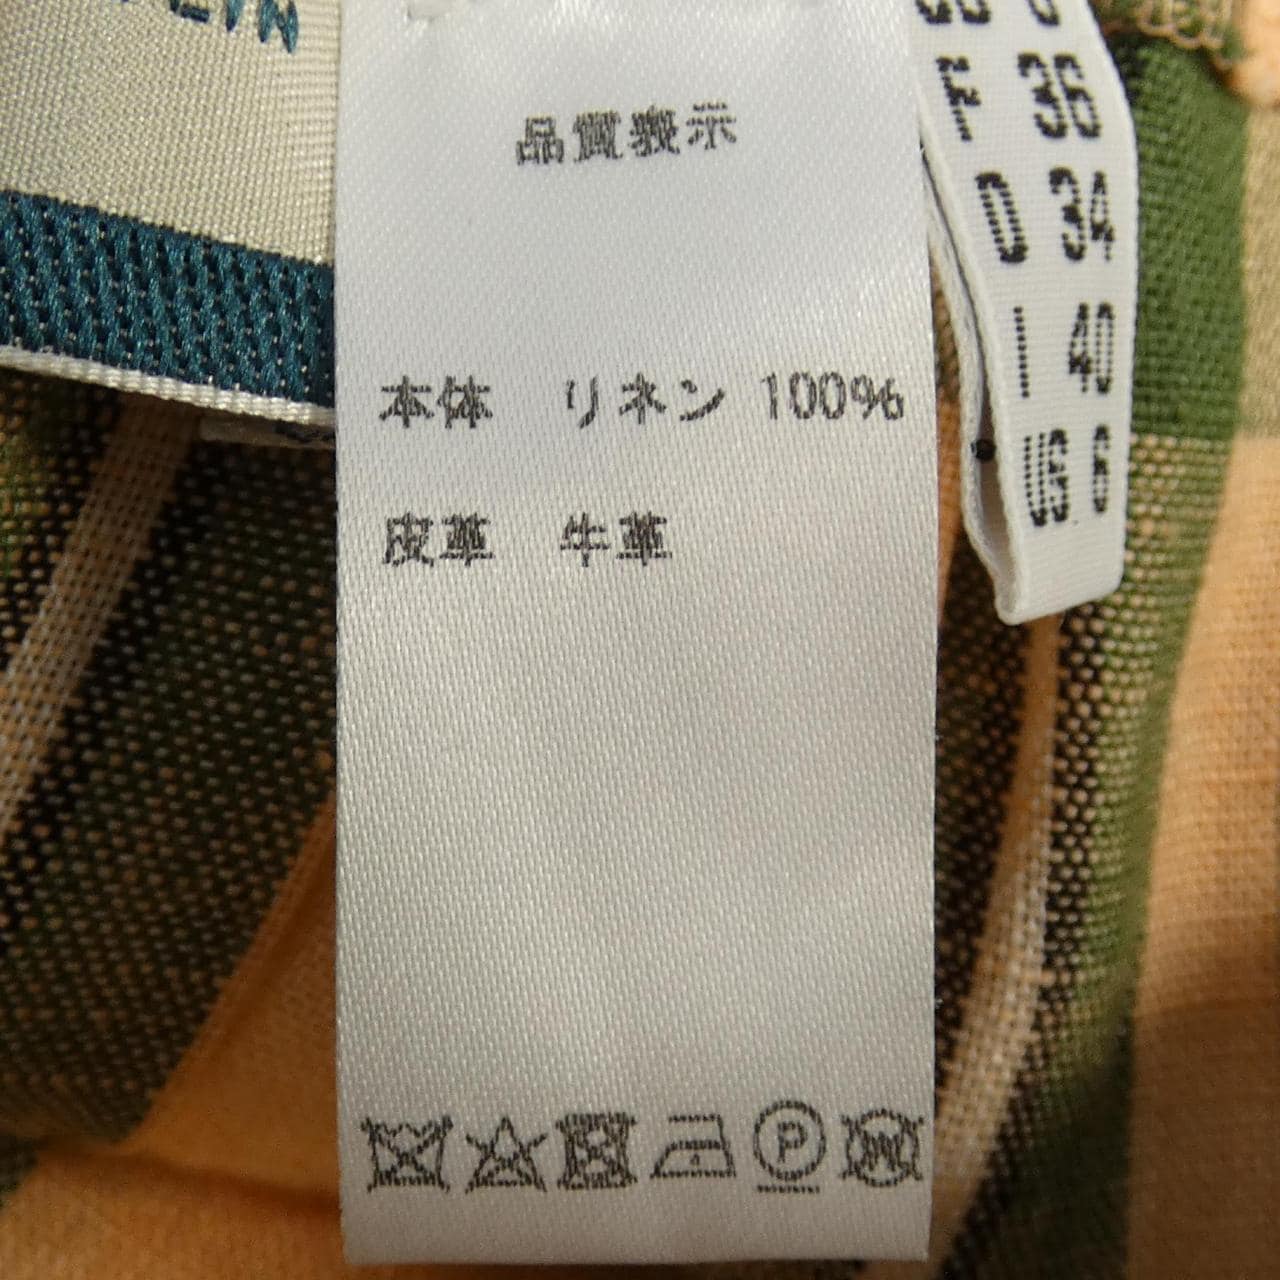 品質表示
本体　リネン 100%
皮革　牛革
P
W
F 36
D 34
I 40
US 6